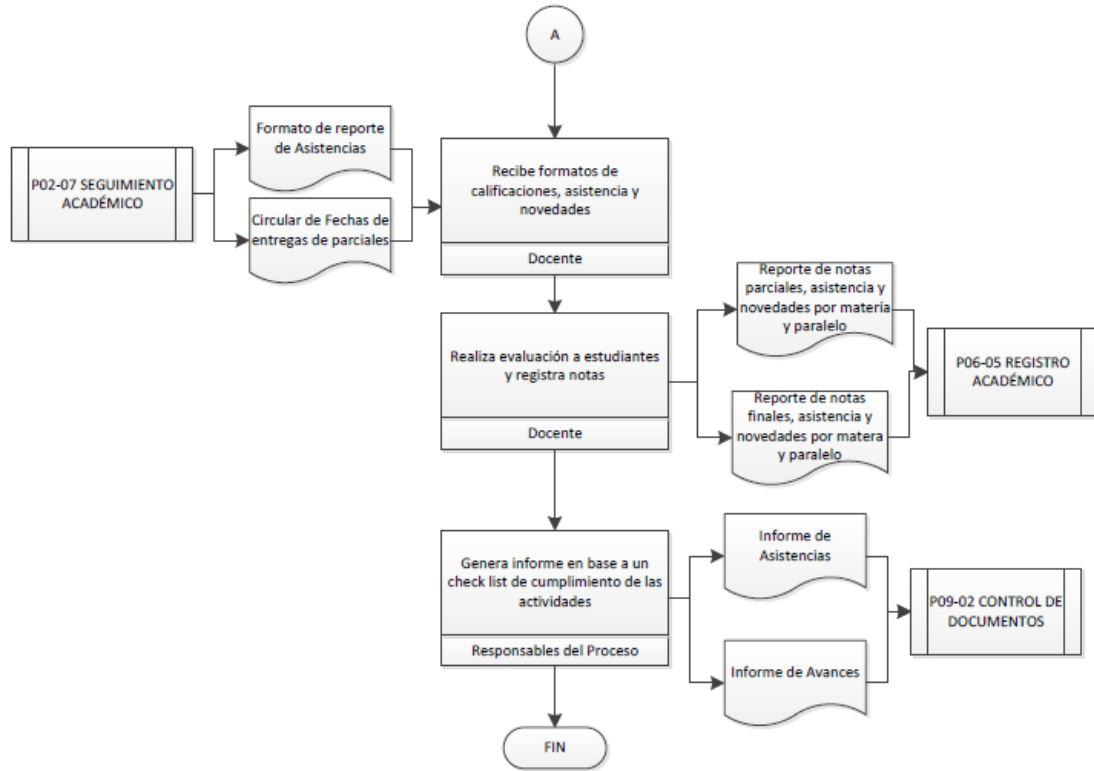 A
Formato de reporte
de Asistencias
P02-07 SEGUIMIENTO
ACADÉMICO
Circular de Fechas de
entregas de parciales
Recibe formatos de
calificaciones, asistencia y
novedades
Docente
Realiza evaluación a estudiantes
y registra notas
Docente
Reporte de notas
parciales, asistencia y
novedades por matería
y paralelo
Reporte de notas
finales, asistencia y
novedades por matera
y paralelo
P06-05 REGISTRO
ACADÉMICO
Genera informe en base a un
check list de cumplimiento de las
actividades
Responsables del Proceso
Informe de
Asistencias
Informe de Avances
P09-02 CONTROL DE
DOCUMENTOS
FIN